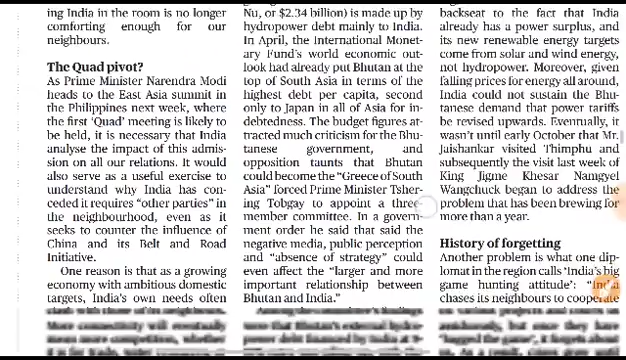 ing India in the room is no longer
comforting enough for our
neighbours.
The Quad pivot?
As Prime Minister Narendra Modi
heads to the East Asia summit in
the Philippines next week, where
the first 'Quad' meeting is likely to
be held, it is necessary that India
analyse the impact of this admis-
sion on all our relations. It would
also serve as a useful exercise to
understand why India has con-
ceded it requires "other parties" in
the neighbourhood, even as it
seeks to counter the influence of
China and its Belt and Road
Initiative.
One reason is that as a growing
economy with ambitious domestic
targets, India's own needs often
Nu, or $2.34 billion) is made up by
hydropower debt mainly to India.
In April, the International Monet-
ary Fund's world economic out-
look had already put Bhutan at the
top of South Asia in terms of the
highest debt per capita, second
only to Japan in all of Asia for in-
debtedness. The budget figures at-
tracted much criticism for the Bhu-
tanese government, and
opposition taunts that Bhutan
could become the "Greece of South
Asia" forced Prime Minister Tsher-
ing Tobgay to appoint a three
member committee. In a govern-
ment order he said that said the
negative media, public perception
and "absence of strategy" could
even affect the "larger and more
important relationship between
Bhutan and India."
backseat to the fact that India
already has a power surplus, and
its new renewable energy targets
come from solar and wind energy,
not hydropower. Moreover, given
falling prices for energy all around,
India could not sustain the Bhu-
tanese demand that power tariffs
be revised upwards. Eventually, it
wasn't until early October that Mr.
Jaishankar visited Thimphu and
subsequently the visit last week of
King Jigme Khesar Namgyel
Wangchuck began to address the
problem that has been brewing for
more than a year.
History of forgetting
Another problem is what one dip-
lomat in the region calls 'India's big
game hunting attitude': "India
chases its neighbours to cooperate